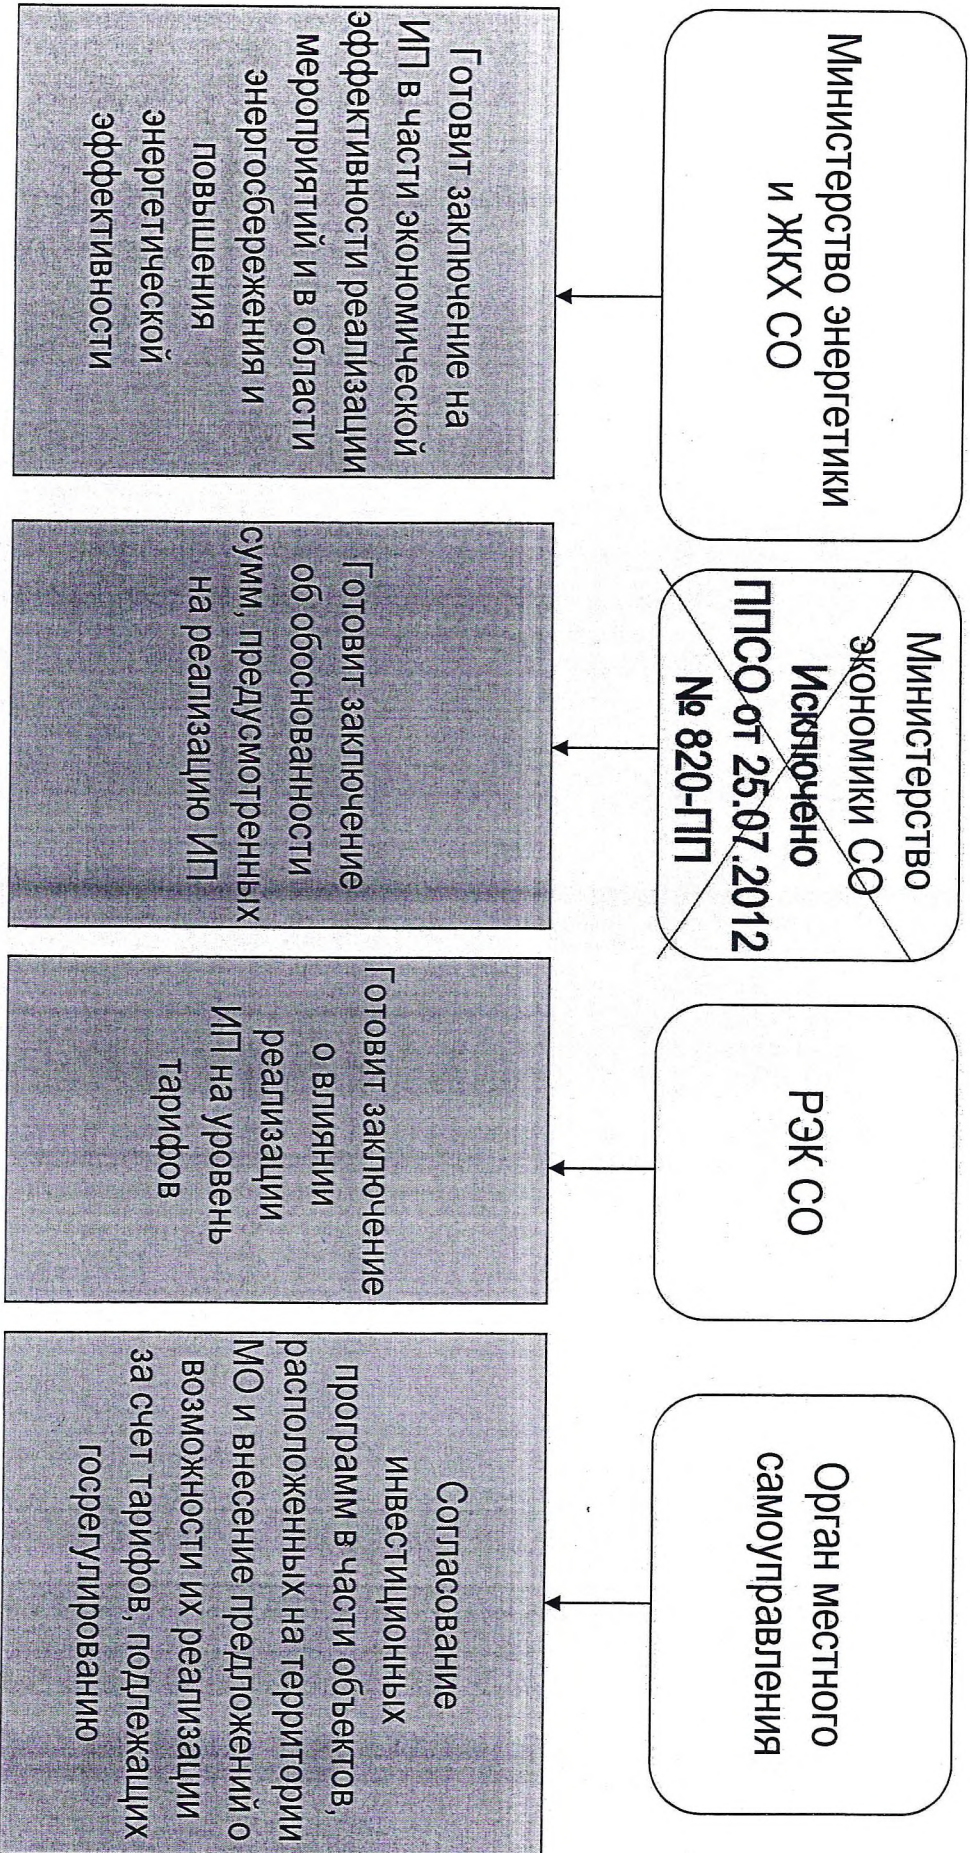 Министерство энергетики
и ЖКХ СО
Готовит заключение на
ИП в части экономической
эффективности реализации
мероприятий и в области
энергосбережения и
повышения
энергетической
эффективности
Министерство
экономики СО
Исключено
ППСО от 25.07.2012
№ 820-ПП
Готовит заключение
об обоснованности
сумм, предусмотренных
на реализацию ИП
РЭК СО
Готовит заключение
о влиянии
реализации
ИП на уровень
тарифов
Орган местного
самоуправления
Согласование
инвестиционных
программ в части объектов,
расположенных на территории
МО и внесение предложений о
возможности их реализации
за счет тарифов, подлежащих
госрегулированию